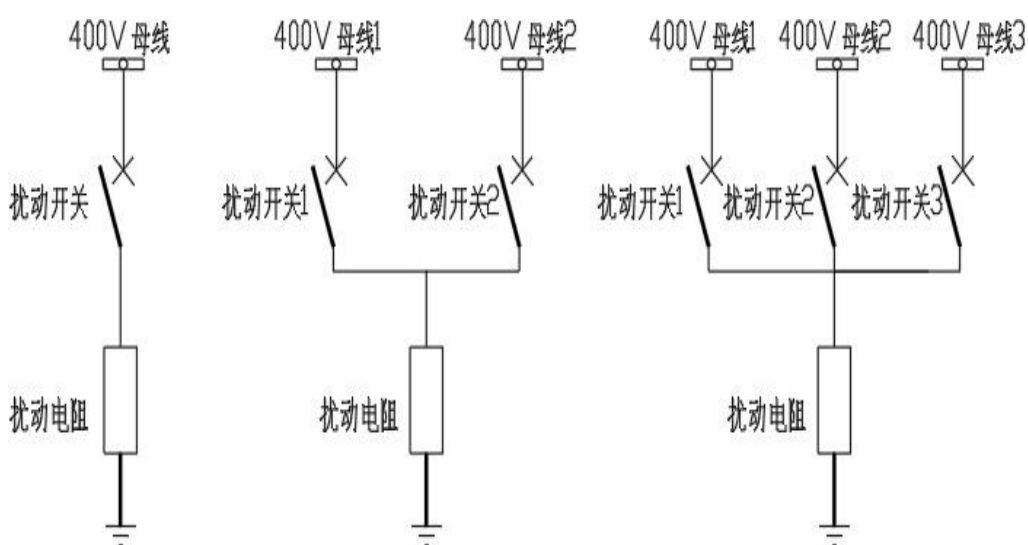 400V 母线
400V 母线1
400V 母线2
400V 母线1
400V 母线2
400V 母线3
扰动开关
扰动开关1
扰动开关2
扰动开关1
扰动开关2
扰动开关3
扰动电阻
扰动电阻
扰动电阻